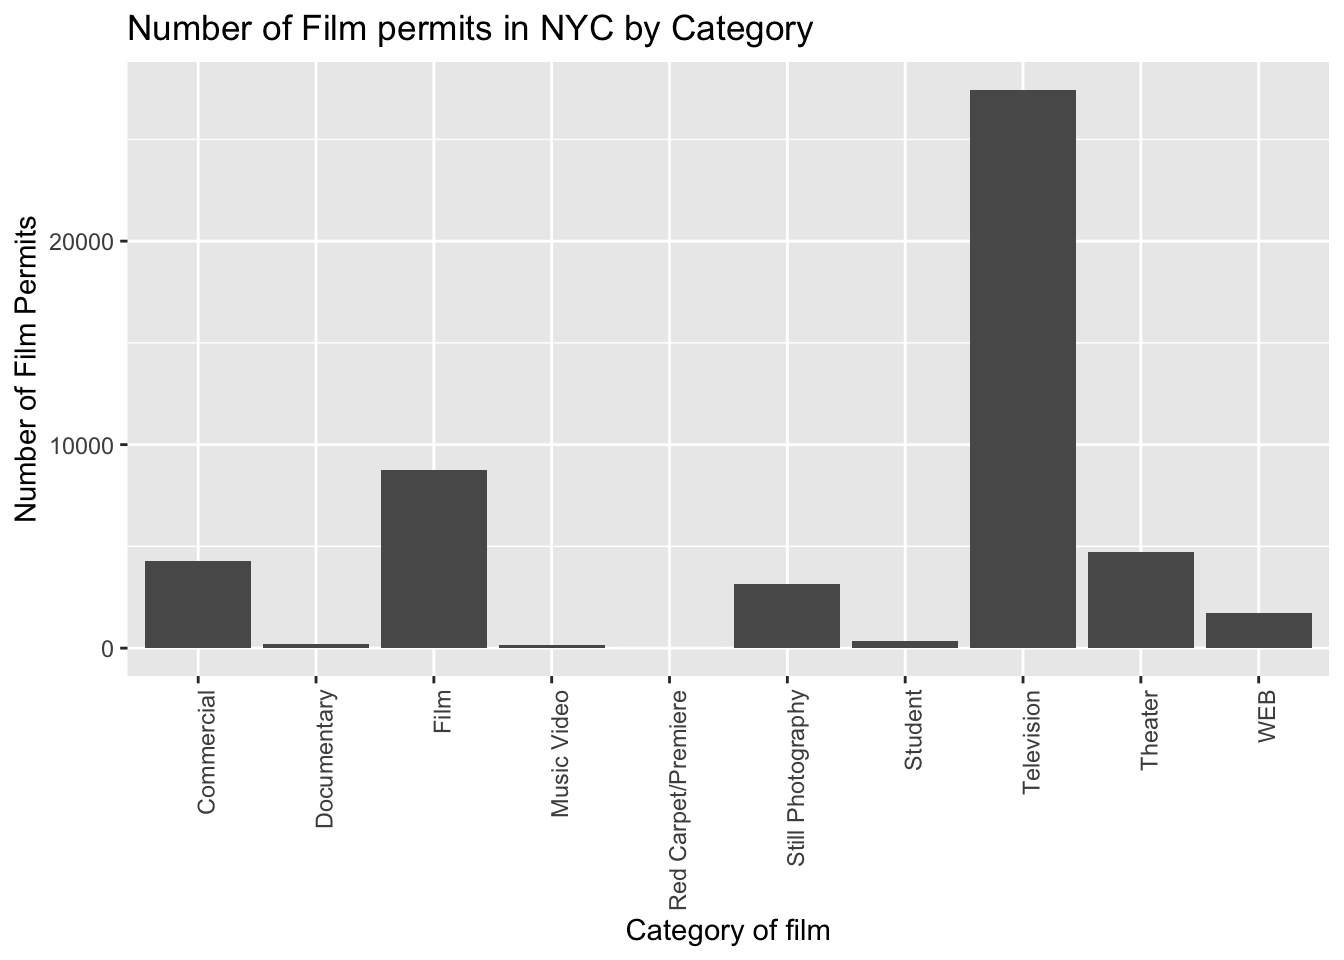 Number of Film permits in NYC by Category
Number of Film Permits
20000
10000
0
Commercial
Documentary
Film
Music Video
Red Carpet/Premiere
Still Photography
Student
Television
Theater
WEB
Category of film